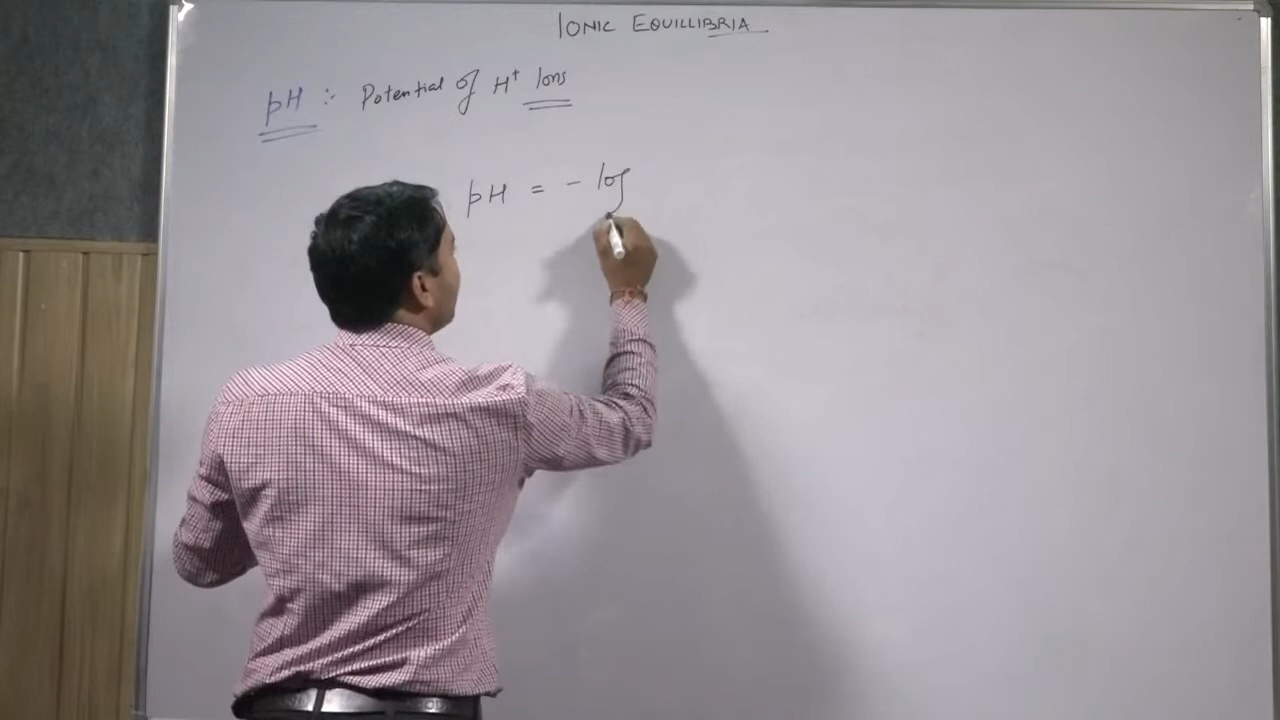 IONIC EQUILLIBRIA
pH :- Potential of H⁺ Ions
pH = - log